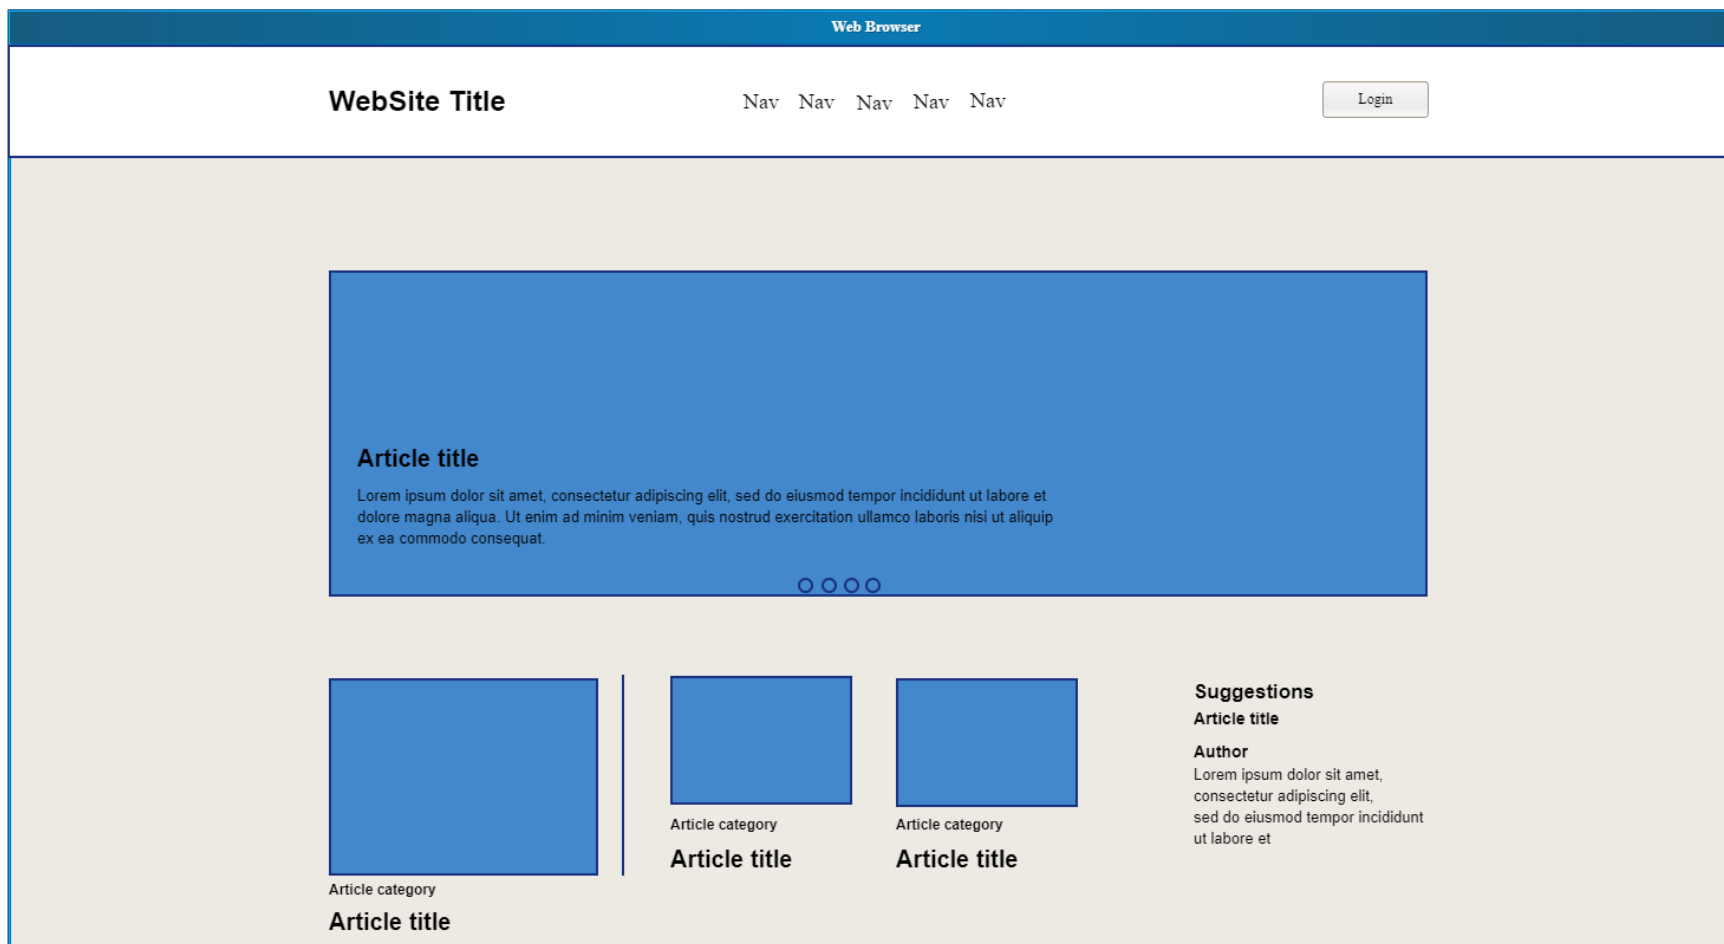 Web Browser
WebSite Title
Nav Nav Nav Nav Nav
Login
Article title
Lorem ipsum dolor sit amet, consectetur adipiscing elit, sed do eiusmod tempor incididunt ut labore et
dolore magna aliqua. Ut enim ad minim veniam, quis nostrud exercitation ullamco laboris nisi ut aliquip
ex ea commodo consequat.
Article category
Article title
Article category
Article title
Article category
Article title
Suggestions
Article title
Author
Lorem ipsum dolor sit amet,
consectetur adipiscing elit,
sed do eiusmod tempor incididunt
ut labore et